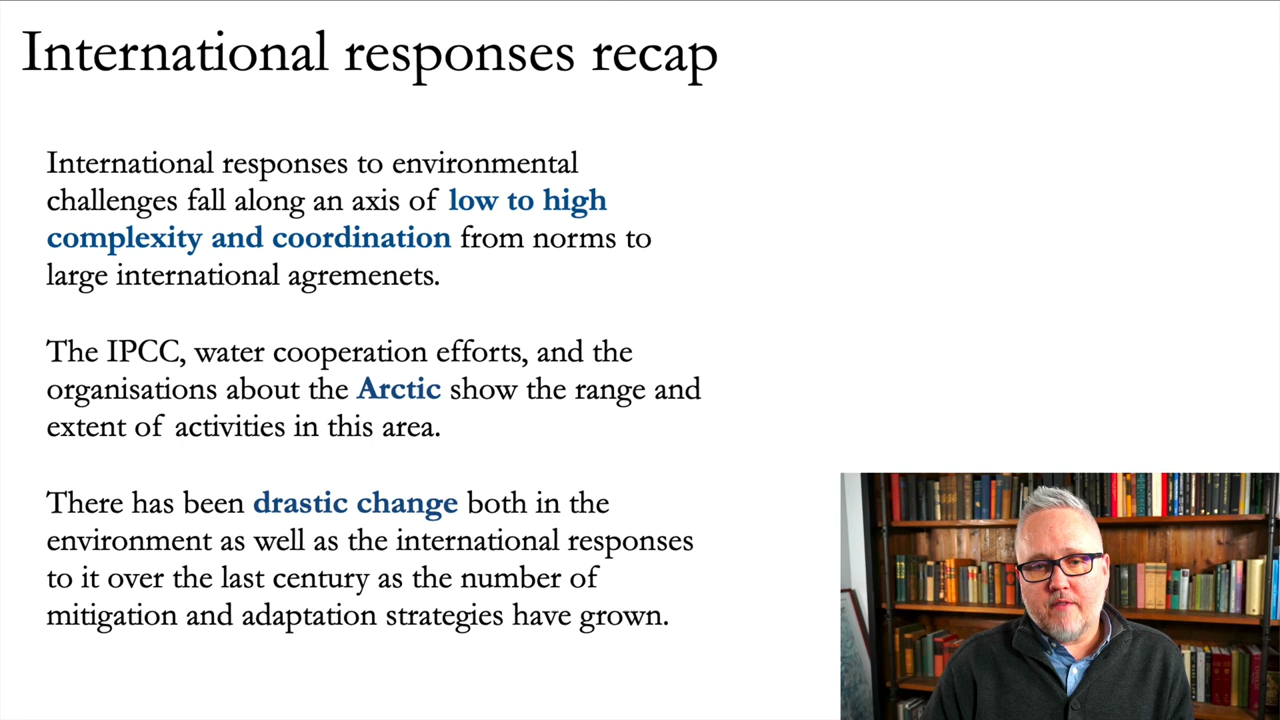 International responses recap
International responses to environmental
challenges fall along an axis of low to high
complexity and coordination from norms to
large international agremenets.
The IPCC, water cooperation efforts, and the
organisations about the Arctic show the range and
extent of activities in this area.
There has been drastic change both in the
environment as well as the international responses
to it over the last century as the number of
mitigation and adaptation strategies have grown.